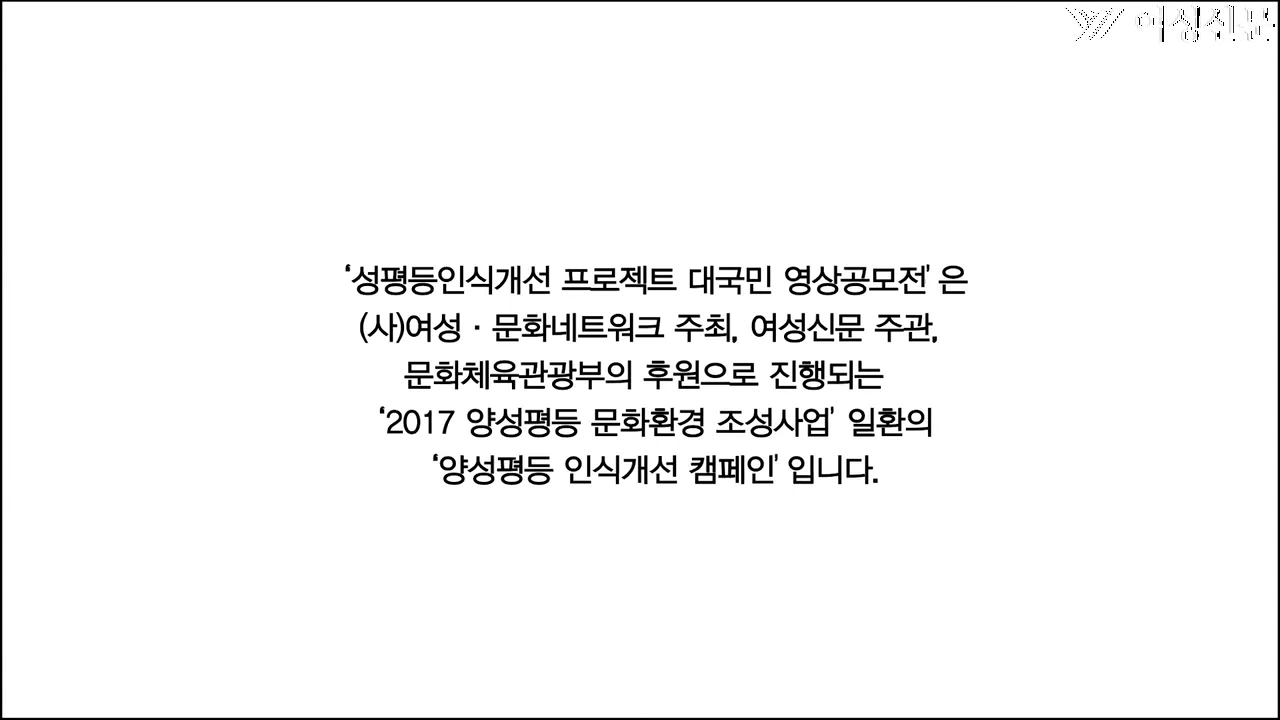 여성신문
‘성평등인식개선 프로젝트 대국민 영상공모전’ 은
(사)여성 · 문화네트워크 주최, 여성신문 주관,
문화체육관광부의 후원으로 진행되는
‘2017 양성평등 문화환경 조성사업’ 일환의
‘양성평등 인식개선 캠페인’ 입니다.